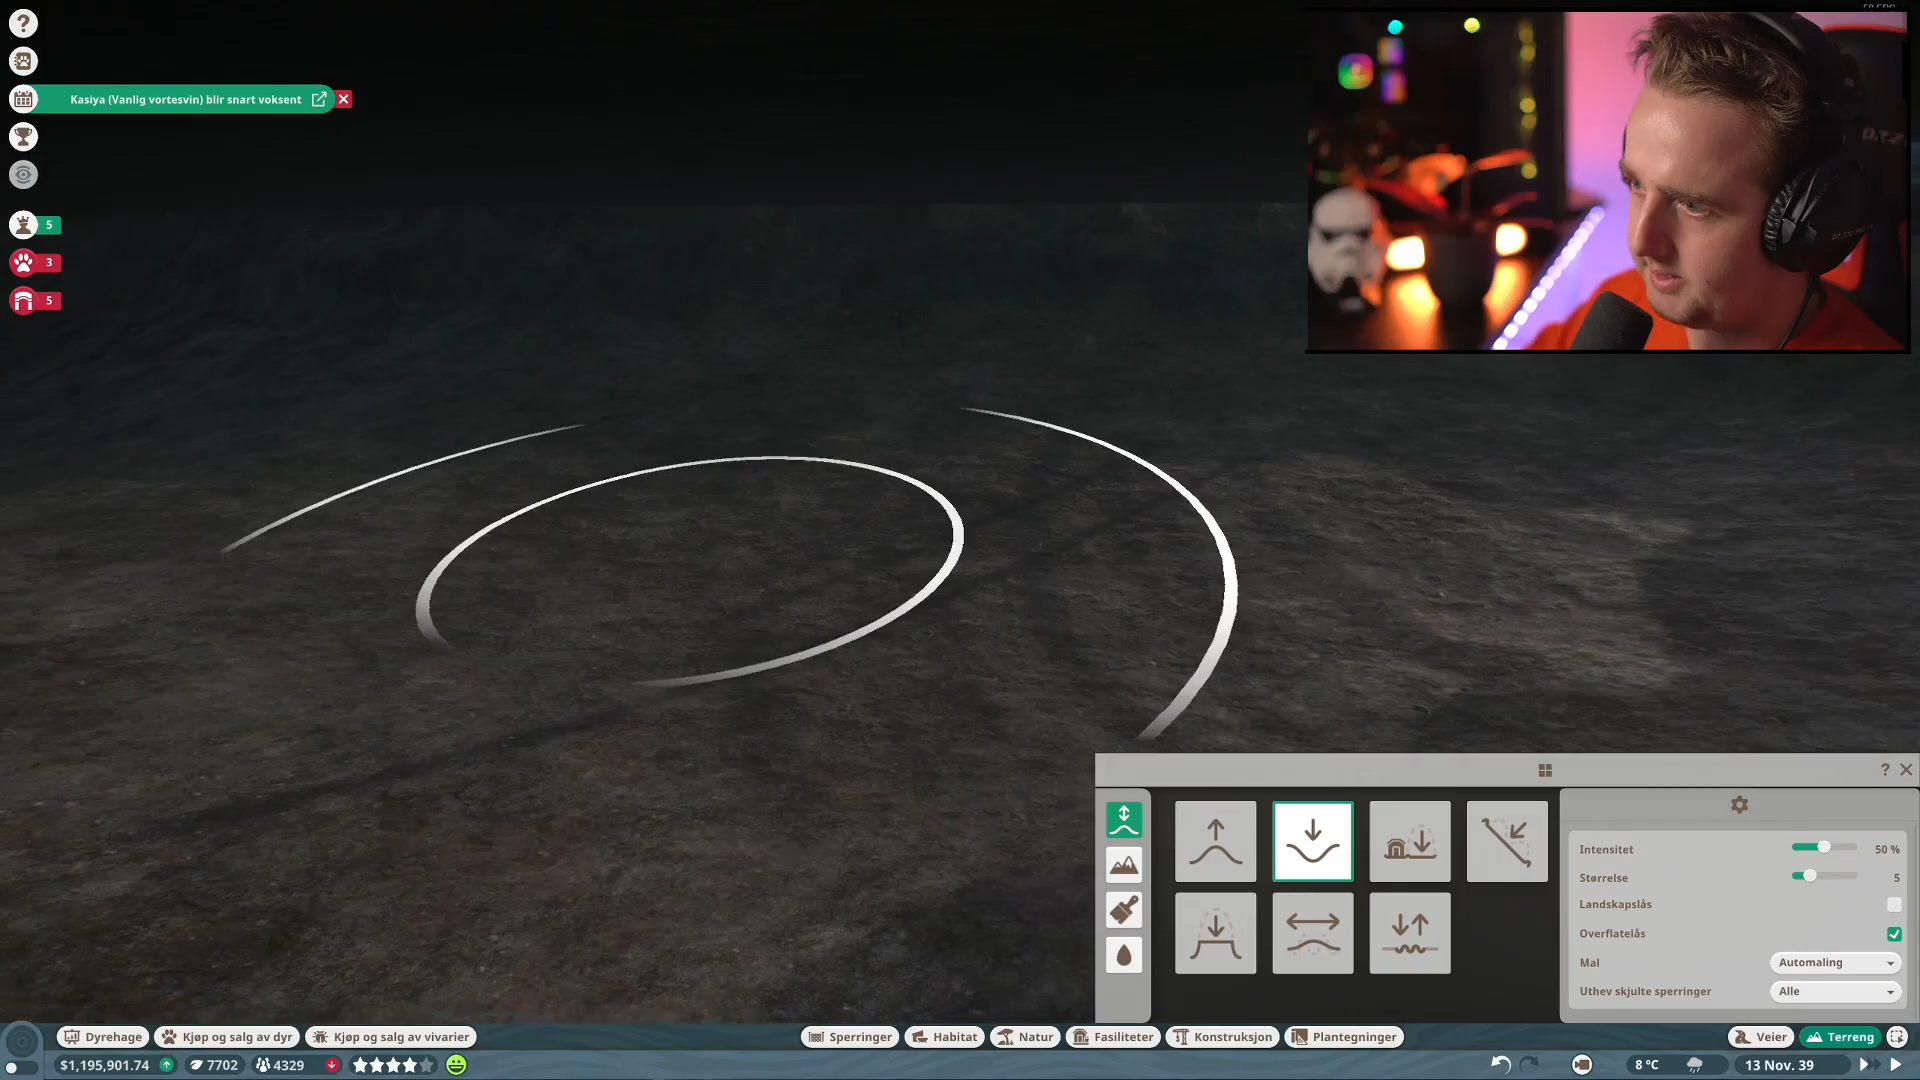 ?
Kasiya (Vanlig vortesvin) blir snart voksent
5
3
5
?
Intensitet 50 %
Størrelse 5
Landskapslås
Overflatelås
Mal Automaling
Uthev skjulte sperringer Alle
Dyrehage Kjøp og salg av dyr Kjøp og salg av vivarier Sperringer Habitat Natur Fasiliteter Konstruksjon Plantegninger Veier Terreng
$1,195,901.74 7702 4329 8 °C 13 Nov. 39